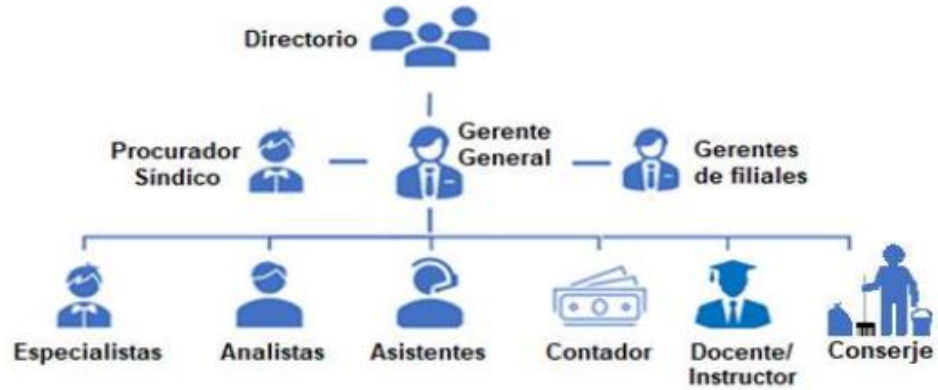 Directorio
Procurador
Síndico
Gerente
General
Gerentes
de filiales
Especialistas
Analistas
Asistentes
Contador
Docente/
Instructor
Conserje